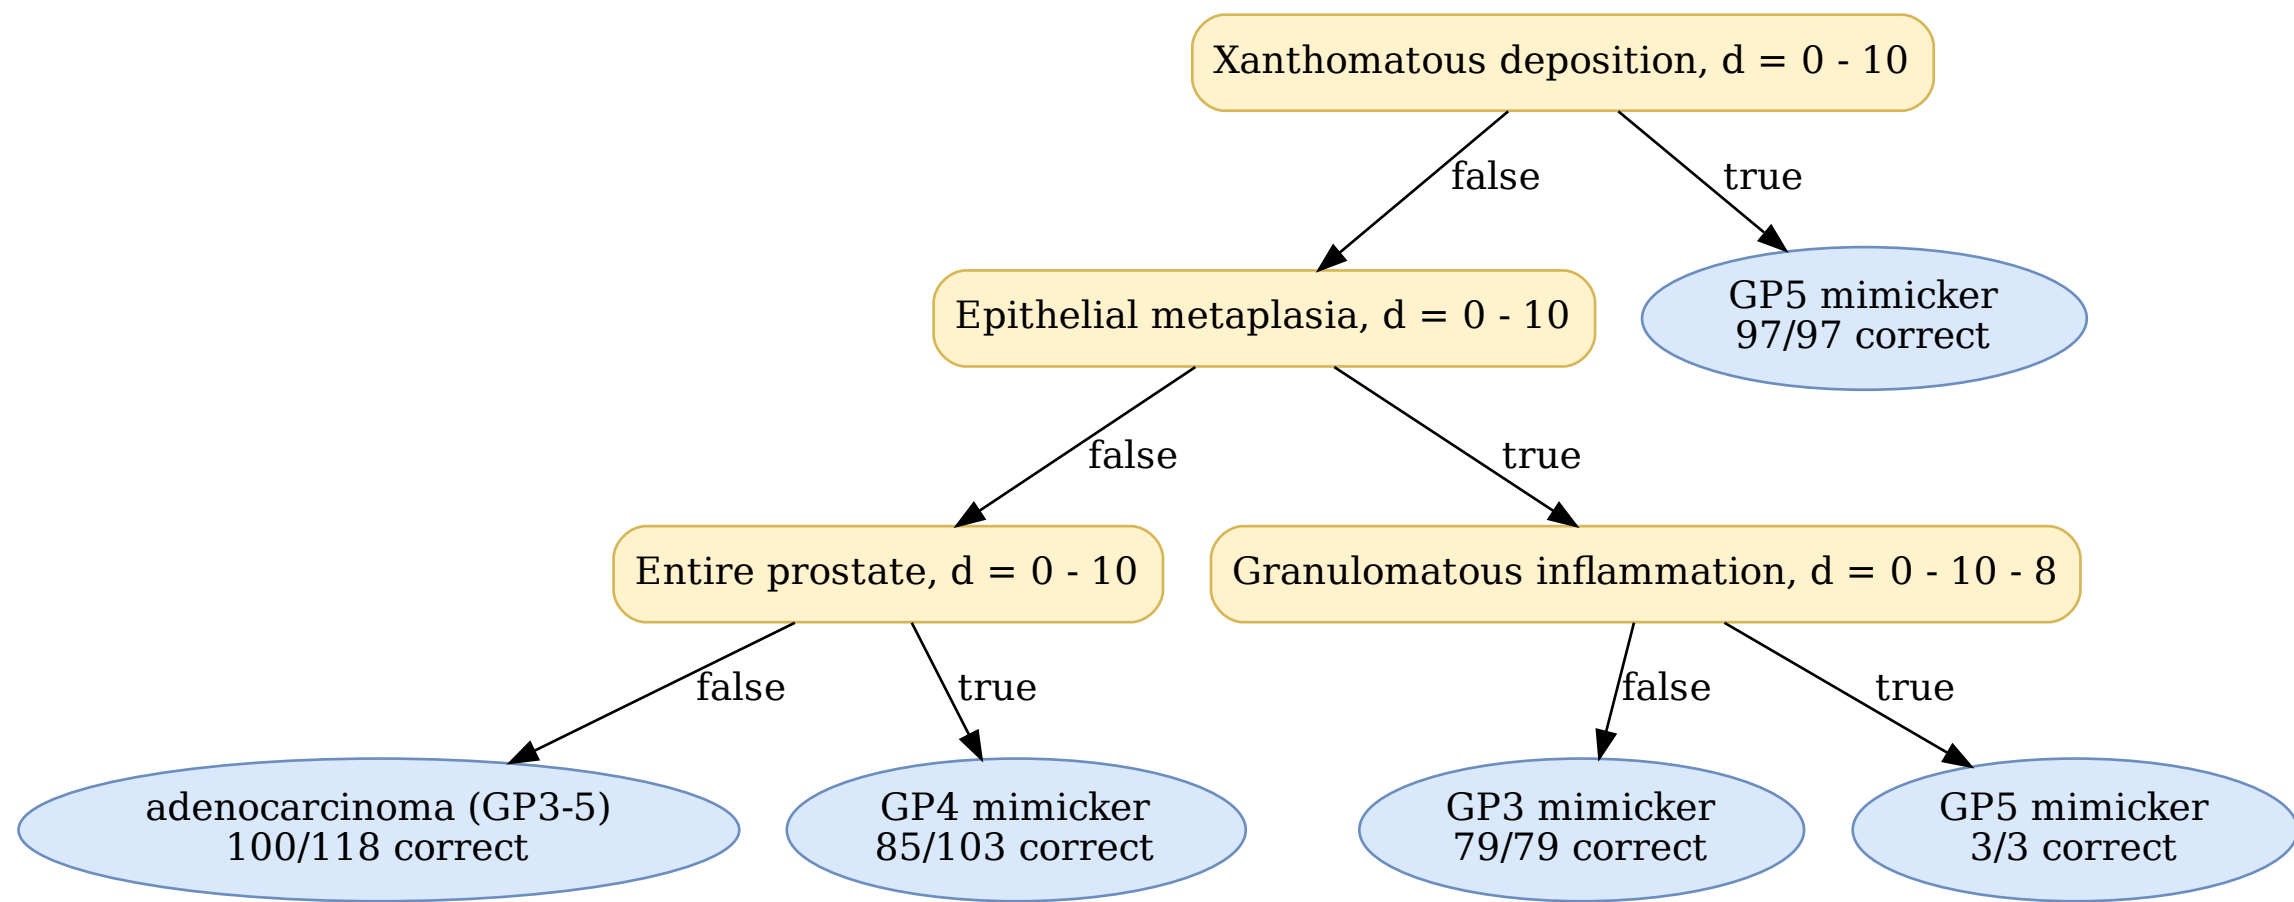 Xanthomatous deposition, d = 0 - 10
false
true
Epithelial metaplasia, d = 0 - 10
GP5 mimicker
97/97 correct
false
true
Entire prostate, d = 0 - 10
Granulomatous inflammation, d = 0 - 10 - 8
false
true
false
true
adenocarcinoma (GP3-5)
100/118 correct
GP4 mimicker
85/103 correct
GP3 mimicker
79/79 correct
GP5 mimicker
3/3 correct